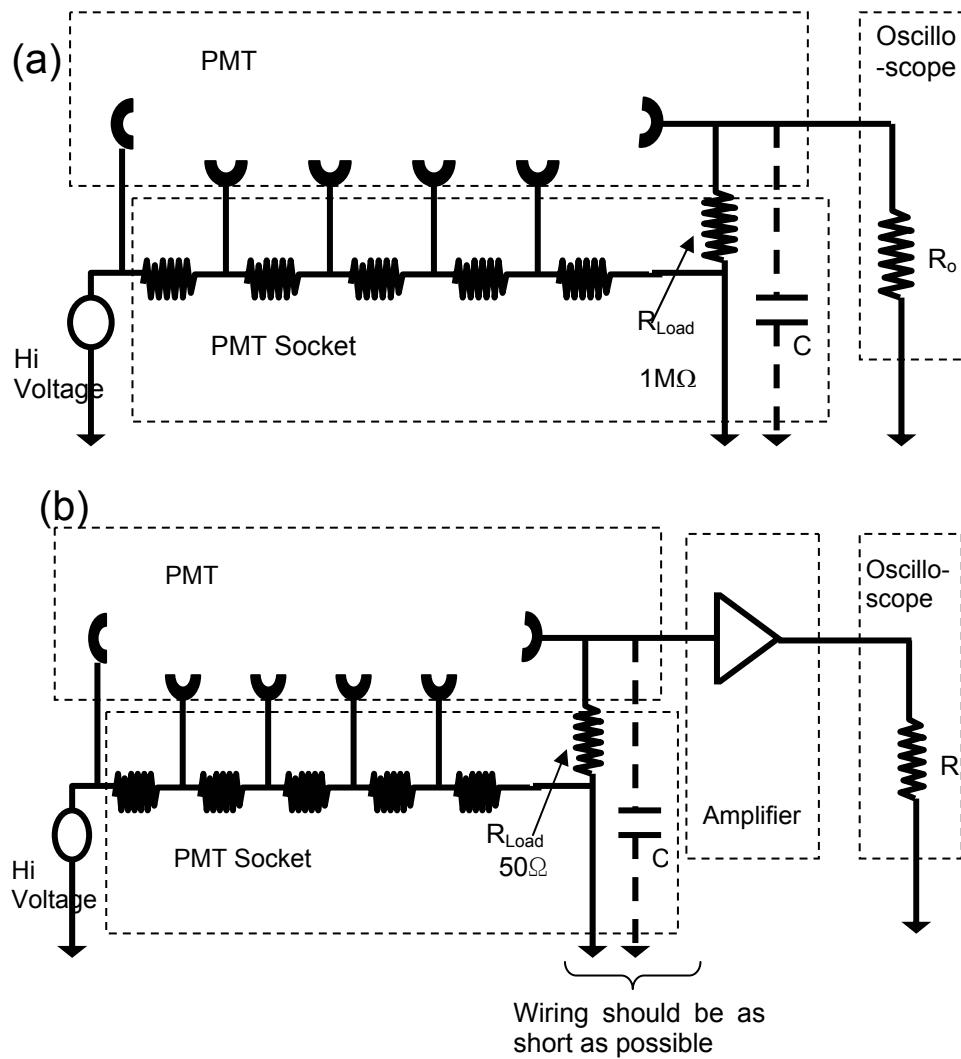 (a)
PMT
Oscillo
-scope
Hi
Voltage
PMT Socket
RLoad
1MΩ
C
Ro
(b)
PMT
Oscillo-
scope
Hi
Voltage
PMT Socket
RLoad
50Ω
C
Amplifier
R
Wiring should be as
short as possible